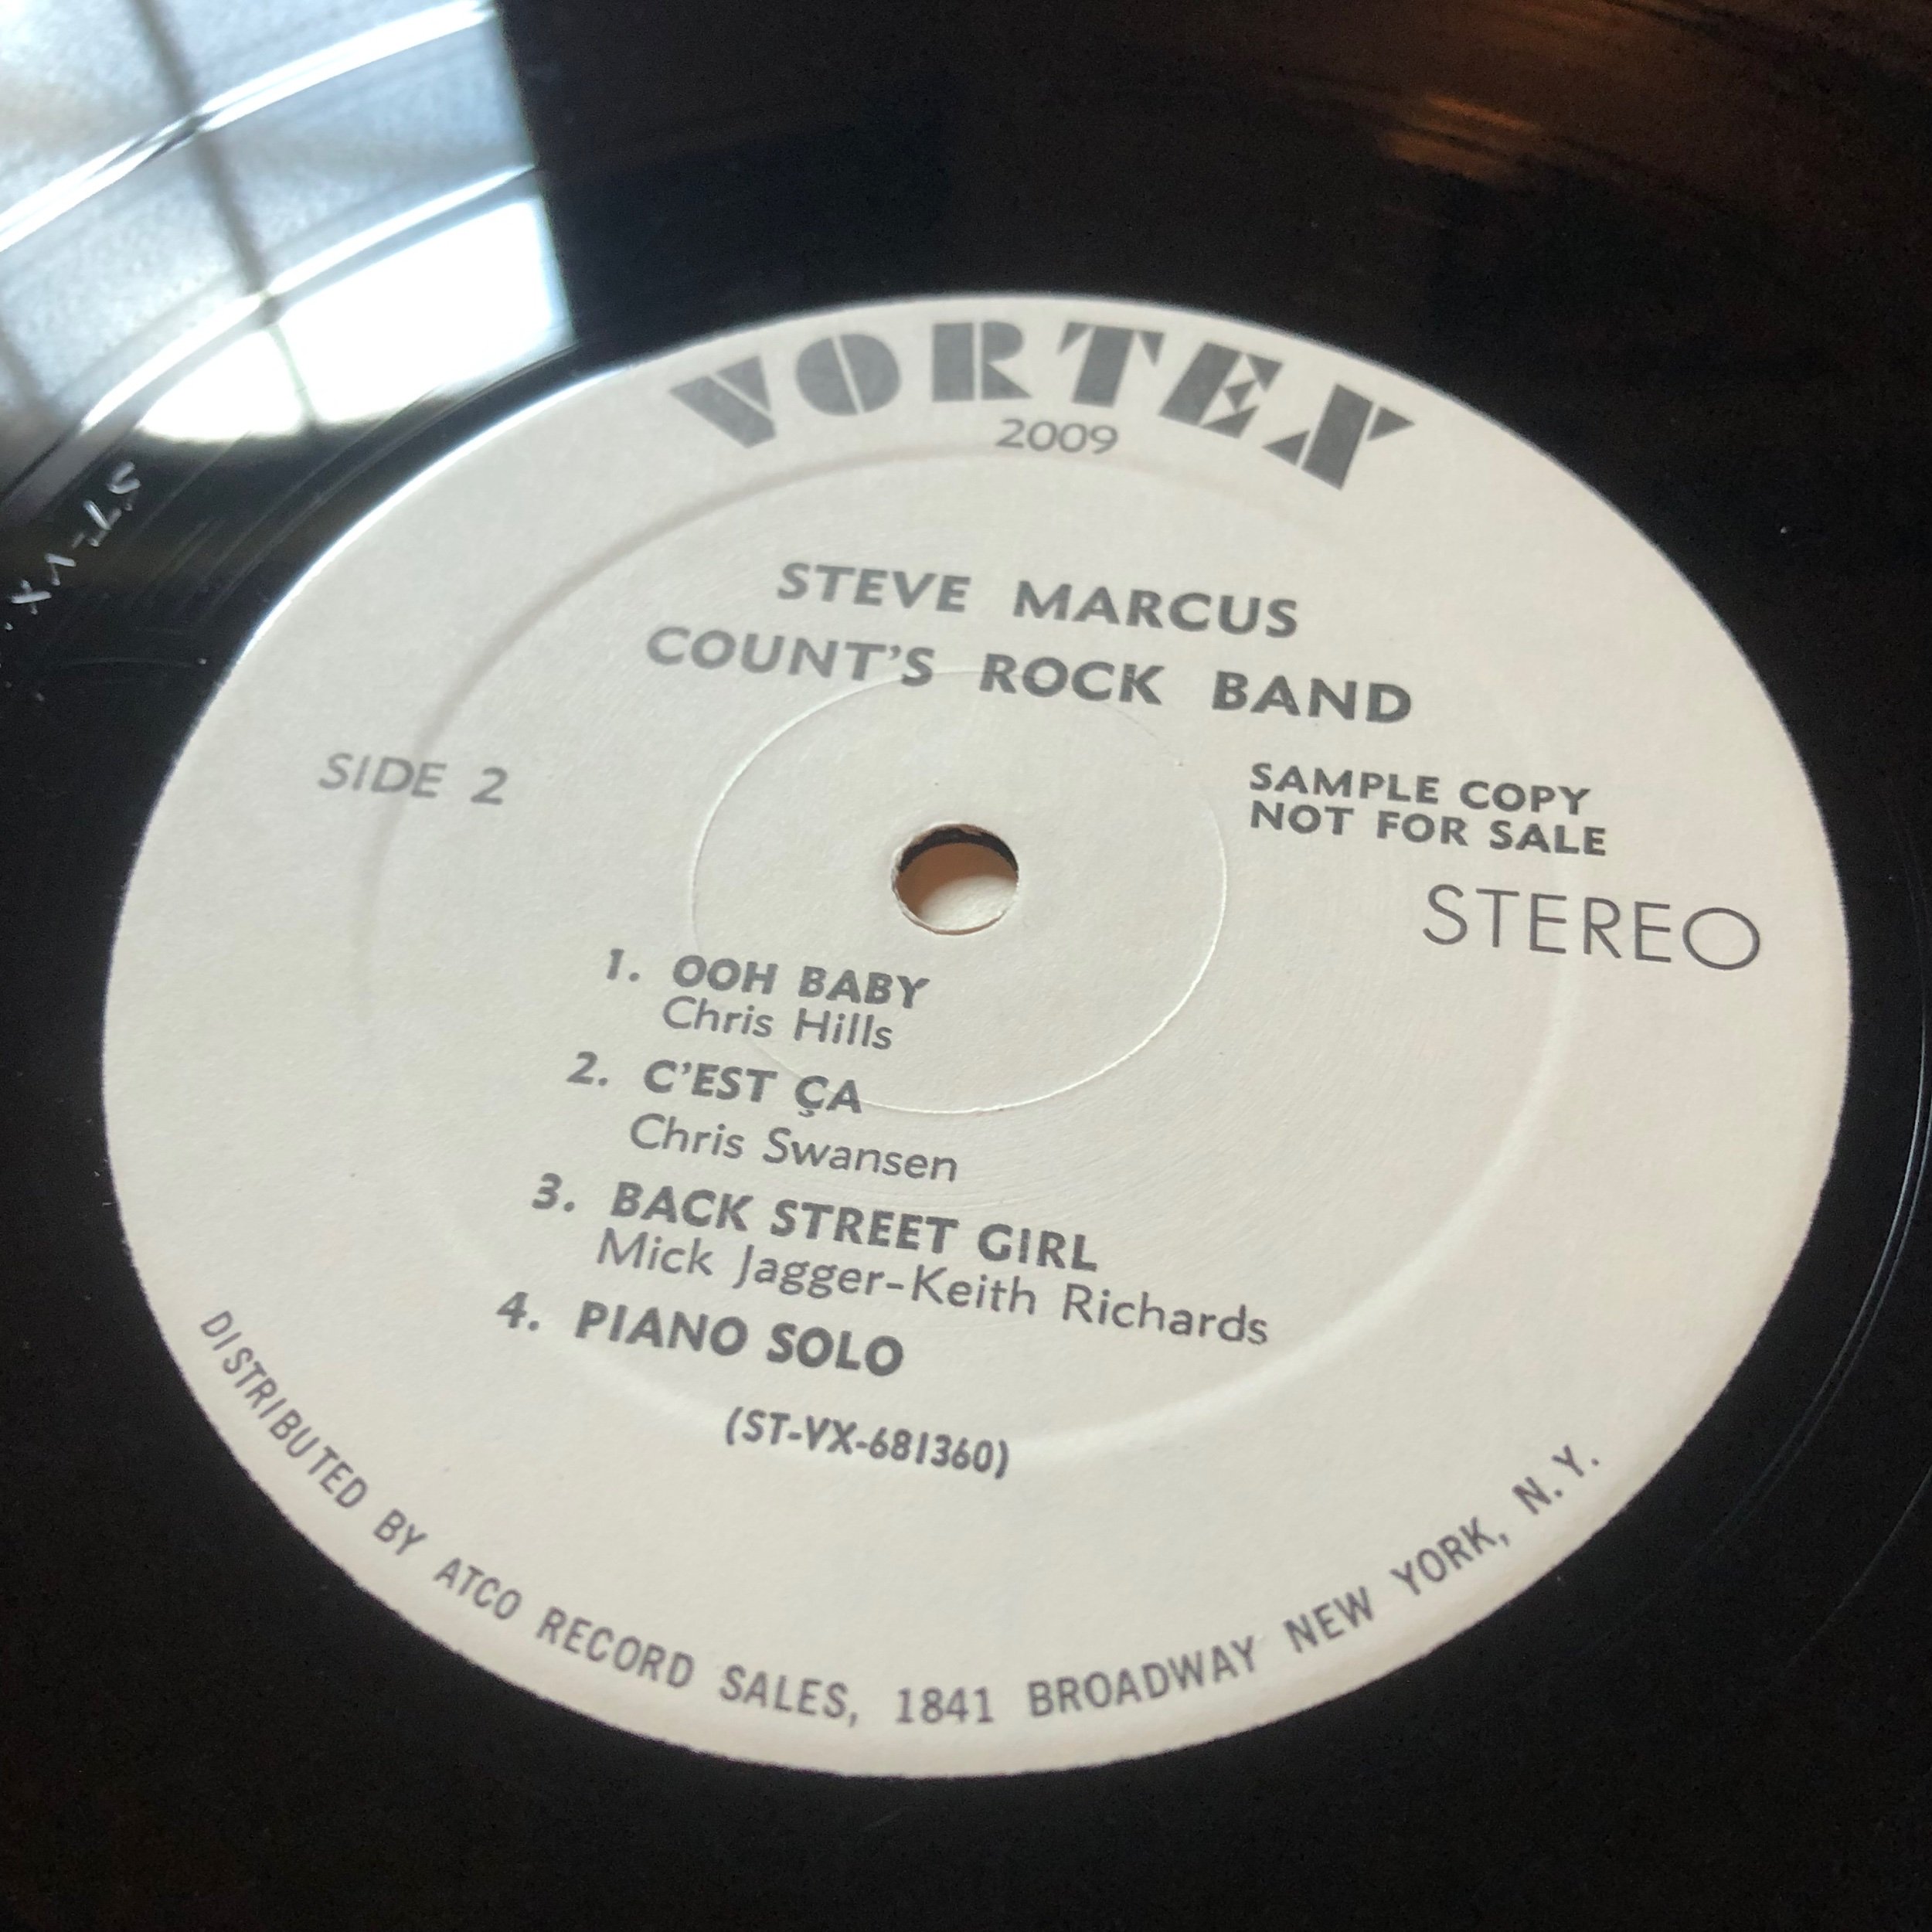 VORTEX
2009
STEVE MARCUS
COUNT'S ROCK BAND
SIDE 2
SAMPLE COPY
NOT FOR SALE
STEREO
1. OOH BABY
Chris Hills
2. C'EST ÇA
Chris Swansen
3. BACK STREET GIRL
Mick Jagger-Keith Richards
4. PIANO SOLO
(ST-VX-681360)
DISTRIBUTED BY ATCO RECORD SALES, 1841 BROADWAY NEW YORK, N.Y.
ST-VX